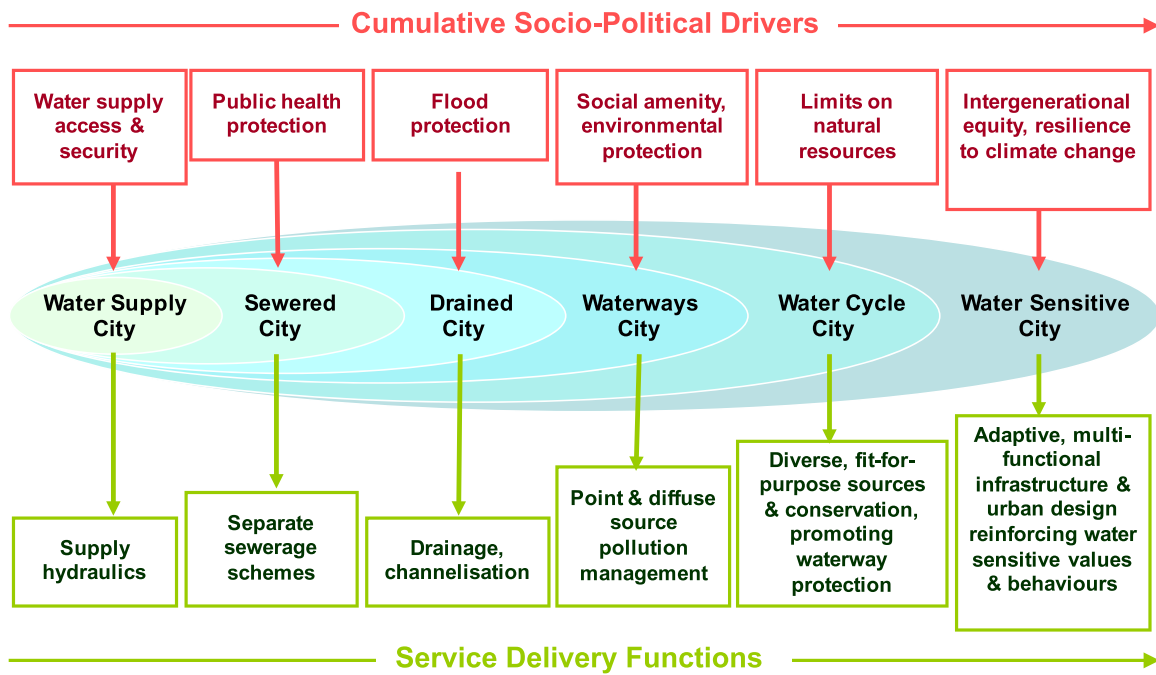 Cumulative Socio-Political Drivers
Water supply
access &
security
Public health
protection
Flood
protection
Social amenity,
environmental
protection
Limits on
natural
resources
Intergenerational
equity, resilience
to climate change
Water Supply
City
Sewered
City
Drained
City
Waterways
City
Water Cycle
City
Water Sensitive
City
Supply
hydraulics
Separate
sewerage
schemes
Drainage,
channelisation
Point & diffuse
source
pollution
management
Diverse, fit-for-
purpose sources
& conservation,
promoting
waterway
protection
Adaptive, multi-
functional
infrastructure &
urban design
reinforcing water
sensitive values
& behaviours
Service Delivery Functions